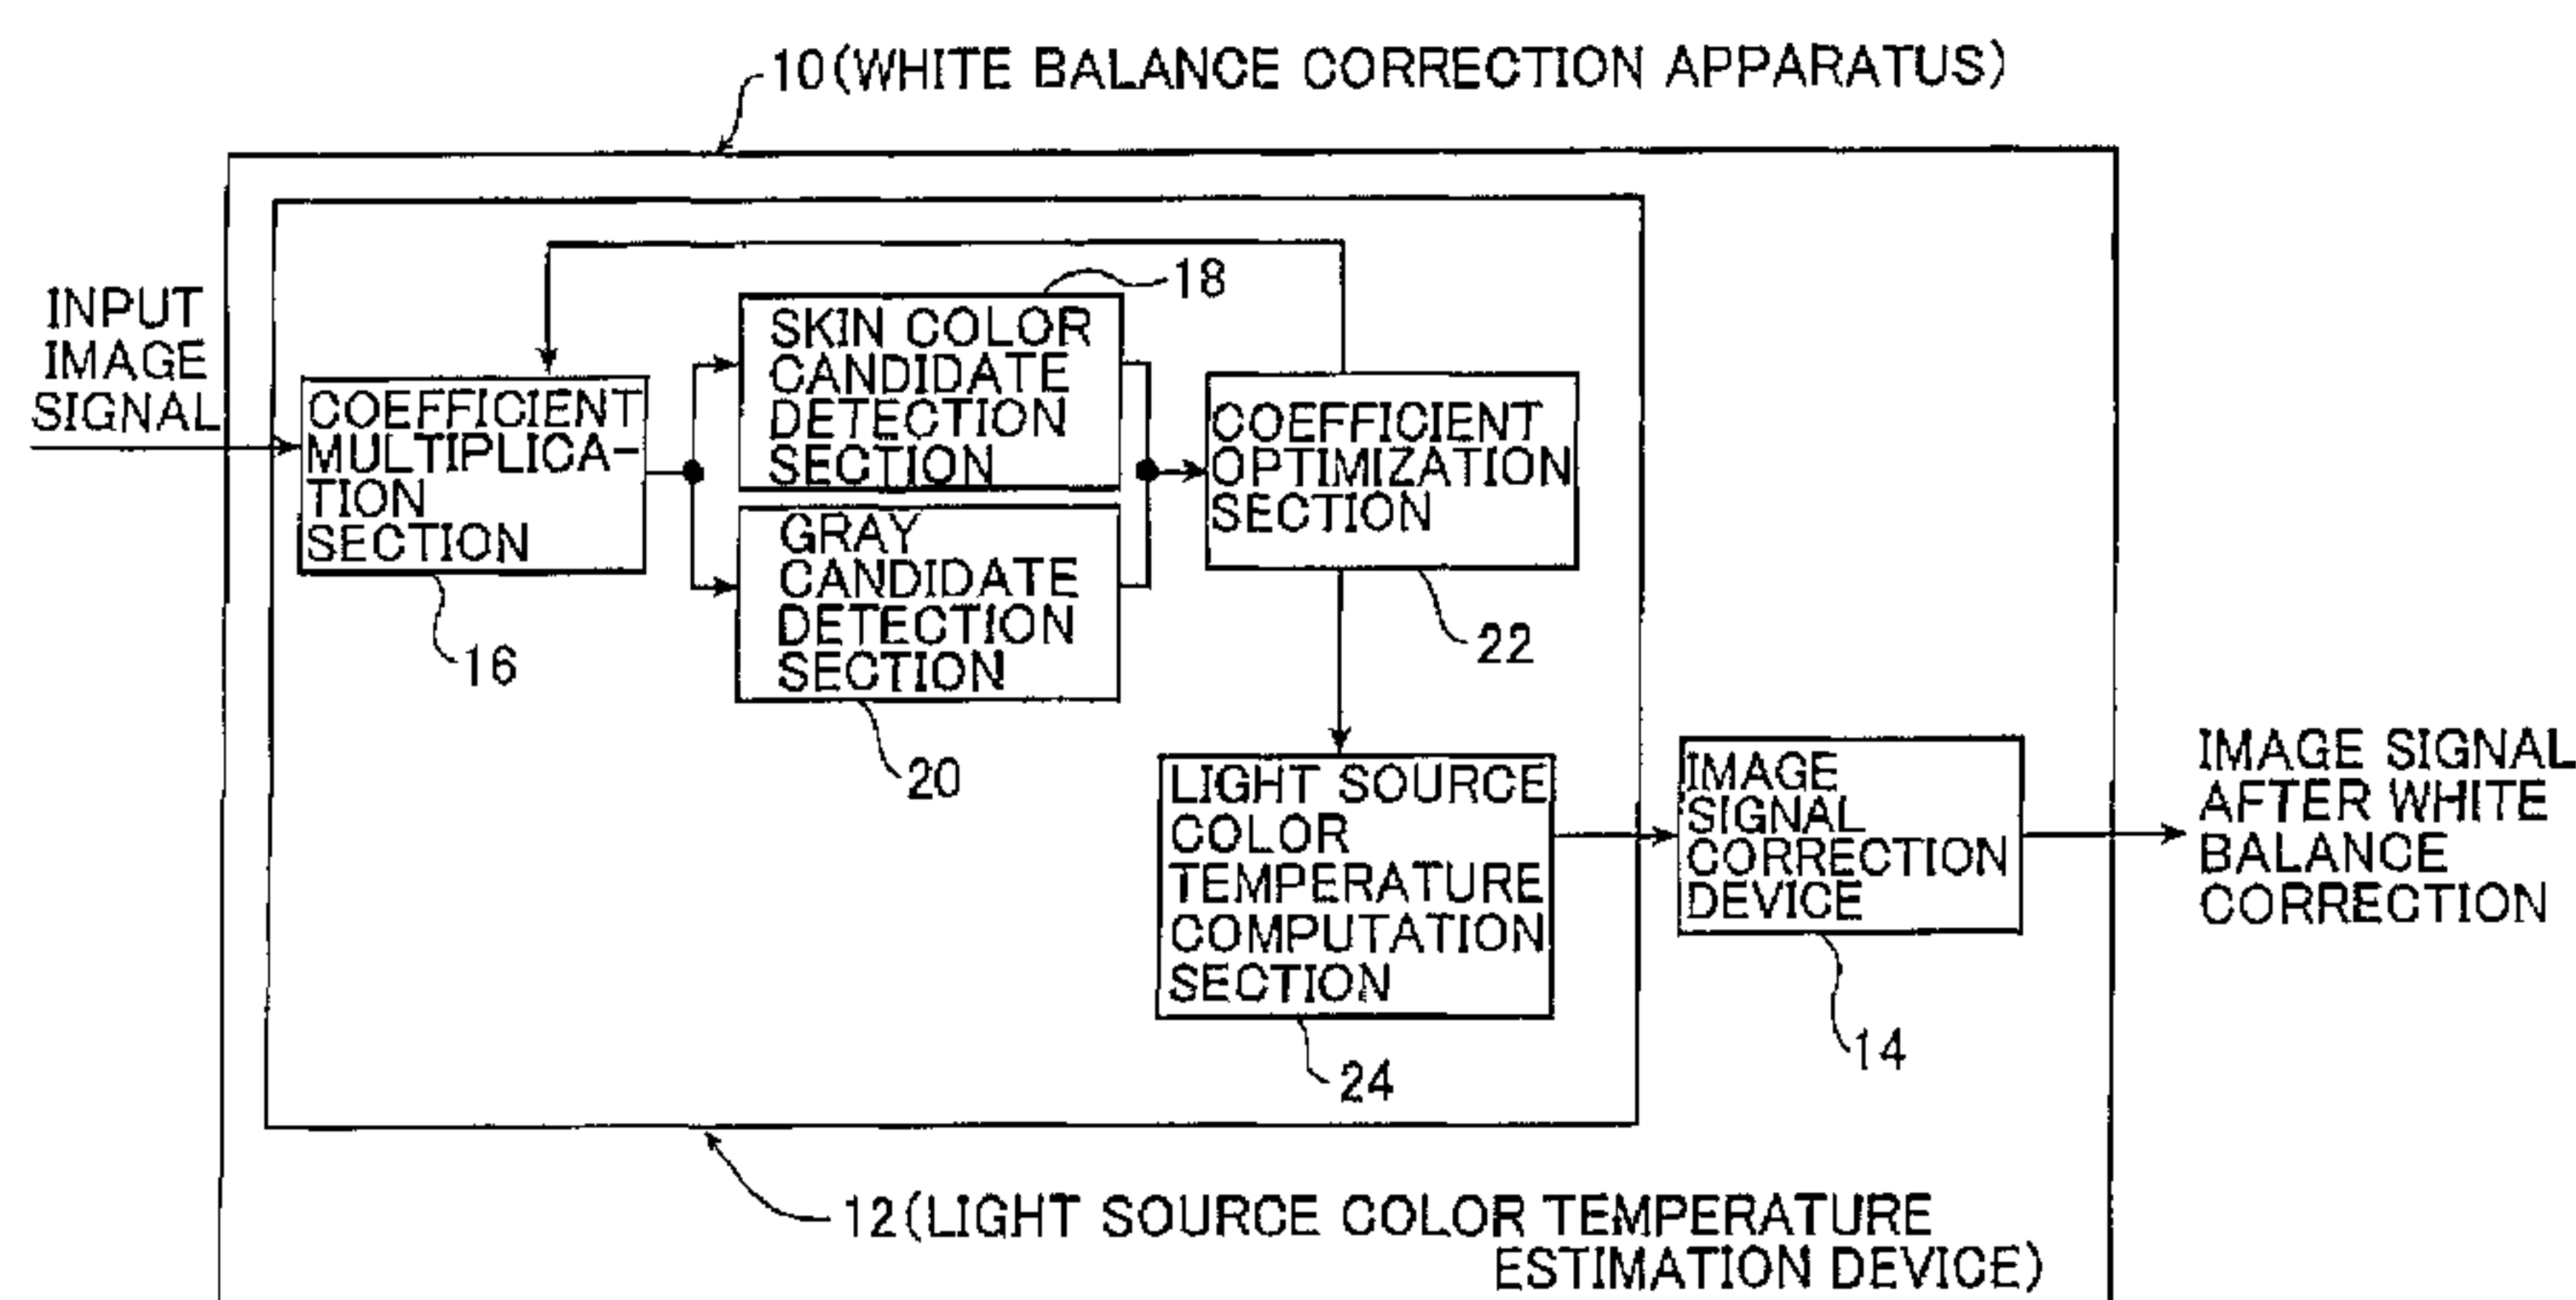 10(WHITE BALANCE CORRECTION APPARATUS)
INPUT
IMAGE
SIGNAL
COEFFICIENT
MULTIPLICA-
TION
SECTION
16
18
SKIN COLOR
CANDIDATE
DETECTION
SECTION
GRAY
CANDIDATE
DETECTION
SECTION
20
COEFFICIENT
OPTIMIZATION
SECTION
22
LIGHT SOURCE
COLOR
TEMPERATURE
COMPUTATION
SECTION
24
IMAGE
SIGNAL
CORRECTION
DEVICE
14
IMAGE SIGNAL
AFTER WHITE
BALANCE
CORRECTION
12(LIGHT SOURCE COLOR TEMPERATURE
ESTIMATION DEVICE)